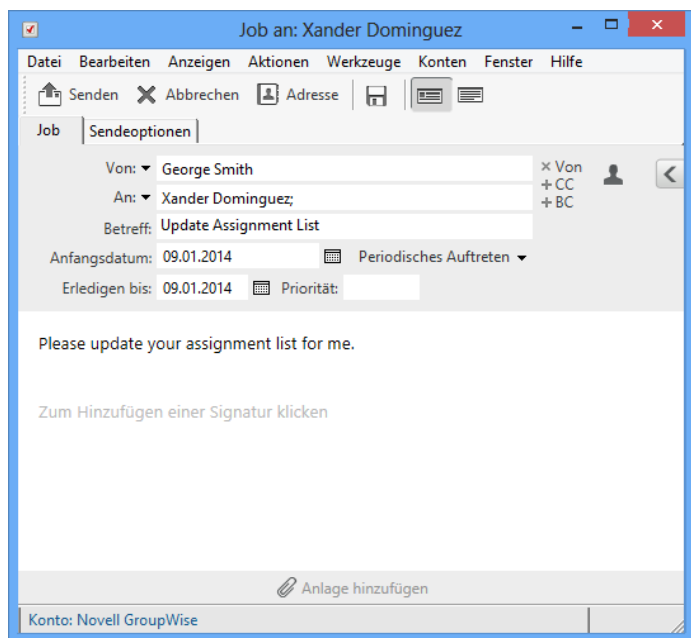 Job an: Xander Dominguez
Datei Bearbeiten Anzeigen Aktionen Werkzeuge Konten Fenster Hilfe
Senden Abbrechen Adresse
Job Sendeoptionen
Von: George Smith × Von
An: Xander Dominguez; + CC
Betreff: Update Assignment List + BC
Anfangsdatum: 09.01.2014 Periodisches Auftreten
Erledigen bis: 09.01.2014 Priorität:
Please update your assignment list for me.
Zum Hinzufügen einer Signatur klicken
Anlage hinzufügen
Konto: Novell GroupWise